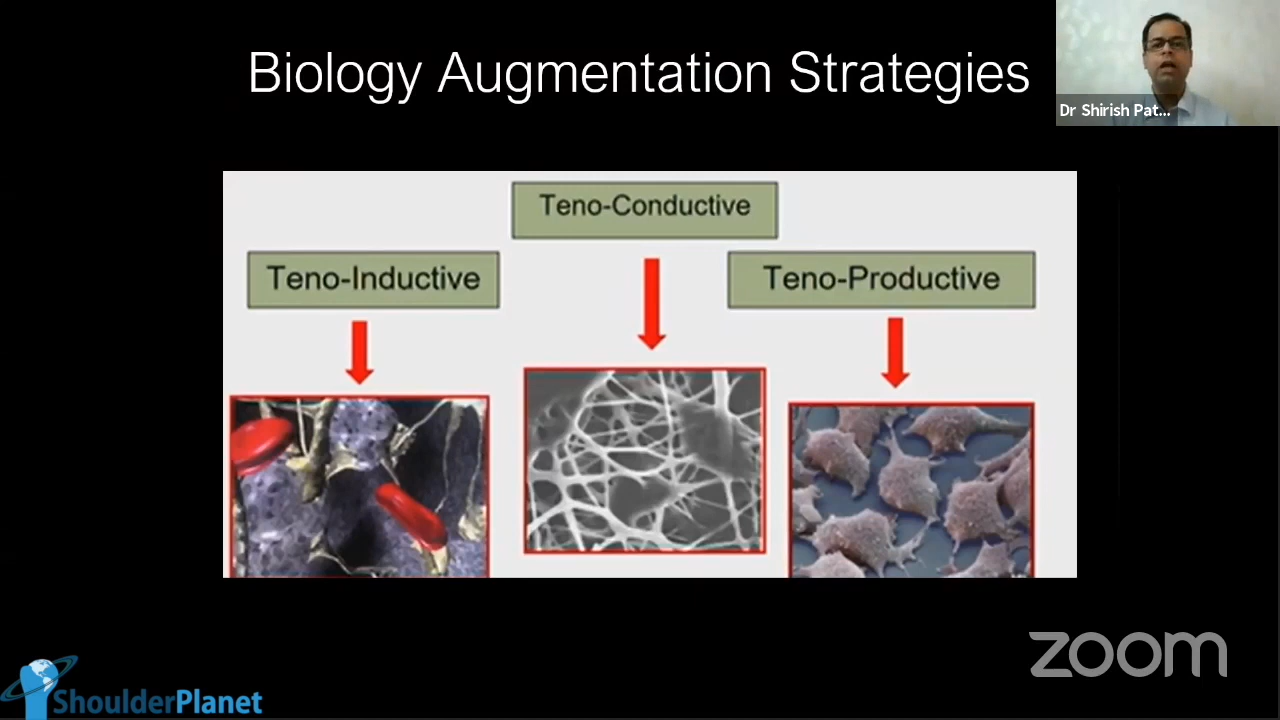 Biology Augmentation Strategies
Dr Shirish Pat...
Teno-Conductive
Teno-Inductive
Teno-Productive
zoom
ShoulderPlanet